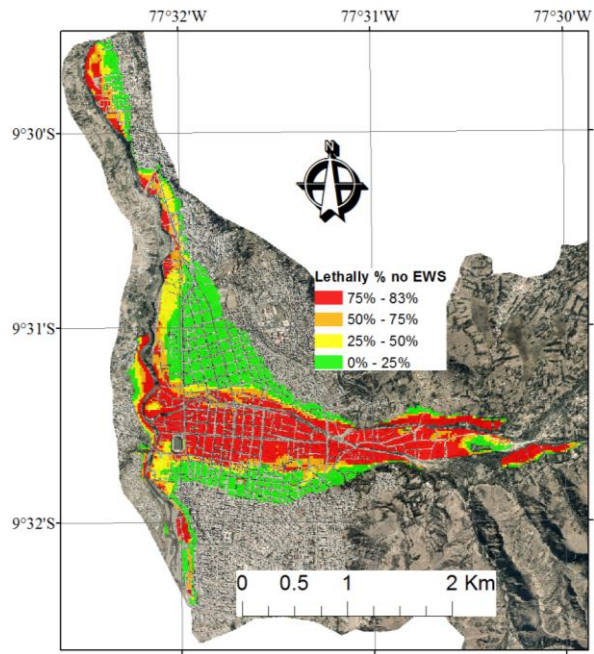 77°32'W 77°31'W 77°30'W
9°30'S
N
Lethally % no EWS
75% - 83%
50% - 75%
25% - 50%
0% - 25%
9°31'S
9°32'S
0 0.5 1 2 Km